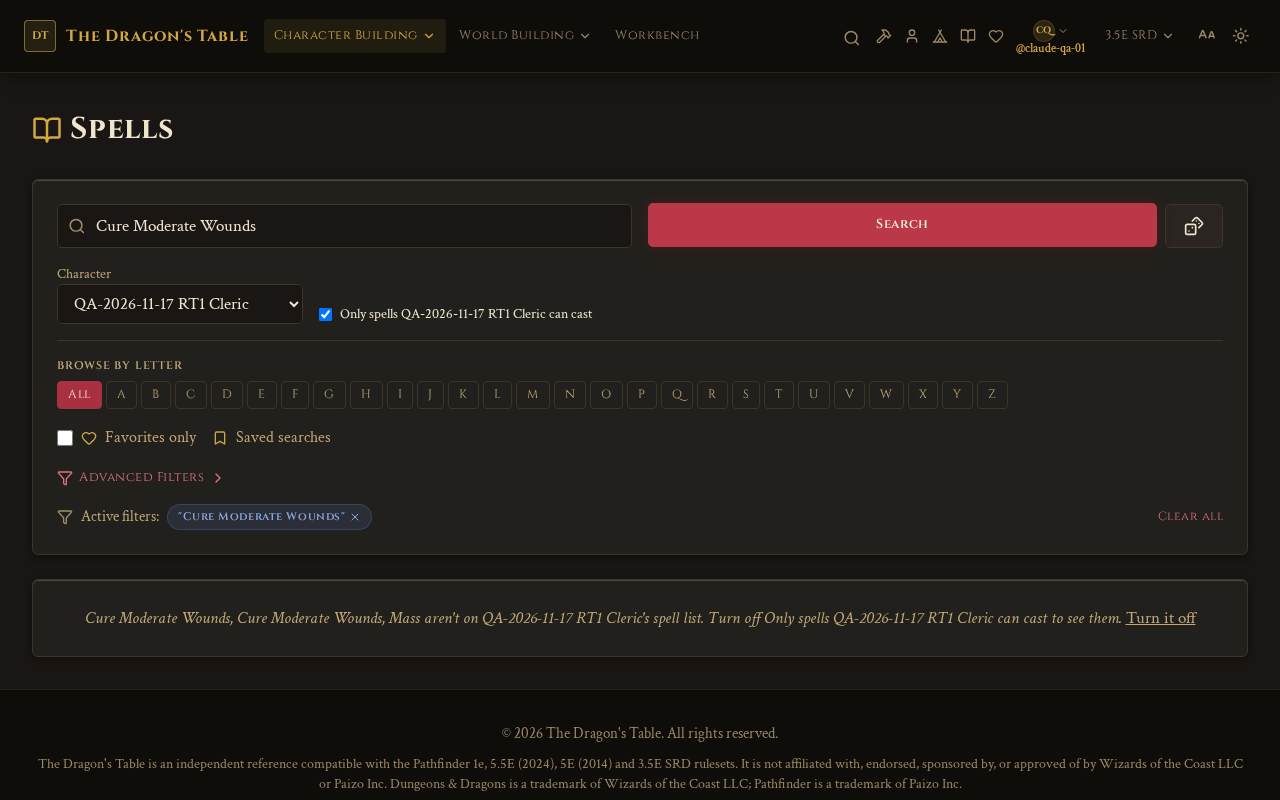 DT The Dragon's Table Character Building World Building Workbench CQ @claude-qa-01 3.5E SRD AA
Spells
Cure Moderate Wounds Search
Character
QA-2026-11-17 RT1 Cleric Only spells QA-2026-11-17 RT1 Cleric can cast
Browse by letter
All A B C D E F G H I J K L M N O P Q R S T U V W X Y Z
Favorites only Saved searches
Advanced Filters
Active filters: "Cure Moderate Wounds" × Clear all
Cure Moderate Wounds, Cure Moderate Wounds, Mass aren't on QA-2026-11-17 RT1 Cleric's spell list. Turn off Only spells QA-2026-11-17 RT1 Cleric can cast to see them. Turn it off
© 2026 The Dragon's Table. All rights reserved.
The Dragon's Table is an independent reference compatible with the Pathfinder 1e, 5.5E (2024), 5E (2014) and 3.5E SRD rulesets. It is not affiliated with, endorsed, sponsored by, or approved of by Wizards of the Coast LLC
or Paizo Inc. Dungeons & Dragons is a trademark of Wizards of the Coast LLC; Pathfinder is a trademark of Paizo Inc.